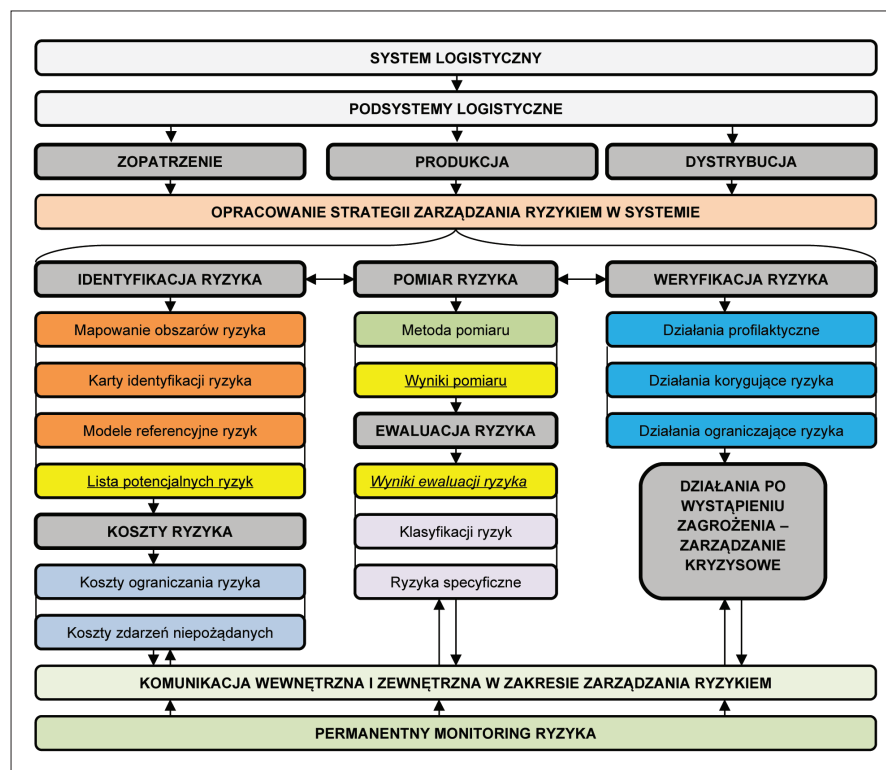 SYSTEM LOGISTYCZNY
PODSYSTEMY LOGISTYCZNE
ZOPATRZENIE
PRODUKCJA
DYSTRYBUCJA
OPRACOWANIE STRATEGII ZARZĄDZANIA RYZYKIEM W SYSTEMIE
IDENTYFIKACJA RYZYKA
POMIAR RYZYKA
WERYFIKACJA RYZYKA
Mapowanie obszarów ryzyka
Karty identyfikacji ryzyka
Modele referencyjne ryzyk
Lista potencjalnych ryzyk
KOSZTY RYZYKA
Koszty ograniczania ryzyka
Koszty zdarzeń niepożądanych
Metoda pomiaru
Wyniki pomiaru
EWALUACJA RYZYKA
Wyniki ewaluacji ryzyka
Klasyfikacji ryzyk
Ryzyka specyficzne
Działania profilaktyczne
Działania korygujące ryzyka
Działania ograniczające ryzyka
DZIAŁANIA PO
WYSTĄPIENIU
ZAGROŻENIA –
ZARZĄDZANIE
KRYZYSOWE
KOMUNIKACJA WEWNĘTRZNA I ZEWNĘTRZNA W ZAKRESIE ZARZĄDZANIA RYZYKIEM
PERMANENTNY MONITORING RYZYKA